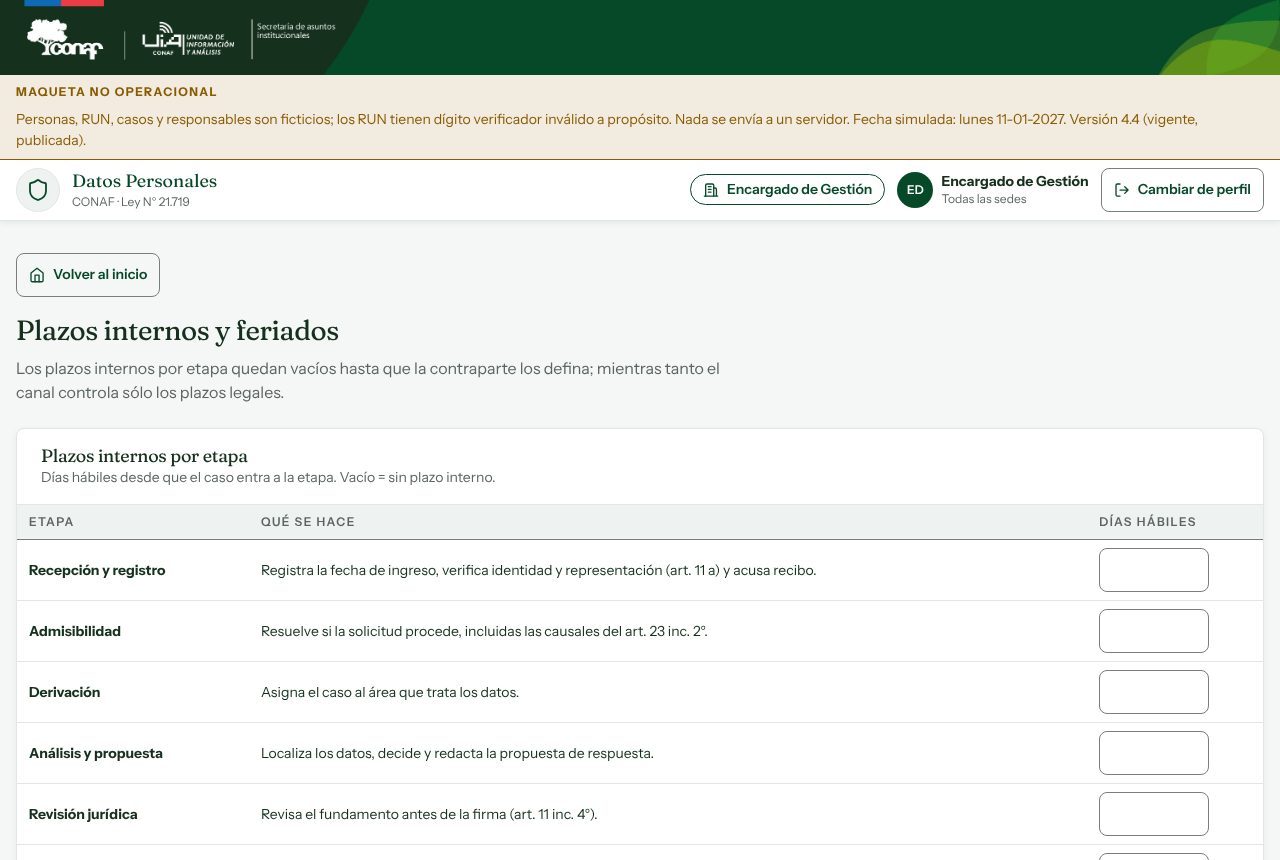 Conaf
UiA
CONAF
UNIDAD DE
INFORMACIÓN
Y ANÁLISIS
Secretaría de asuntos
institucionales
MAQUETA NO OPERACIONAL
Personas, RUN, casos y responsables son ficticios; los RUN tienen dígito verificador inválido a propósito. Nada se envía a un servidor. Fecha simulada: lunes 11-01-2027. Versión 4.4 (vigente,
publicada).
Datos Personales
CONAF · Ley N° 21.719
Encargado de Gestión
ED
Encargado de Gestión
Todas las sedes
Cambiar de perfil
Volver al inicio
Plazos internos y feriados
Los plazos internos por etapa quedan vacíos hasta que la contraparte los defina; mientras tanto el
canal controla sólo los plazos legales.
Plazos internos por etapa
Días hábiles desde que el caso entra a la etapa. Vacío = sin plazo interno.
ETAPA QUÉ SE HACE DÍAS HÁBILES
Recepción y registro Registra la fecha de ingreso, verifica identidad y representación (art. 11 a) y acusa recibo.
Admisibilidad Resuelve si la solicitud procede, incluidas las causales del art. 23 inc. 2°.
Derivación Asigna el caso al área que trata los datos.
Análisis y propuesta Localiza los datos, decide y redacta la propuesta de respuesta.
Revisión jurídica Revisa el fundamento antes de la firma (art. 11 inc. 4°).